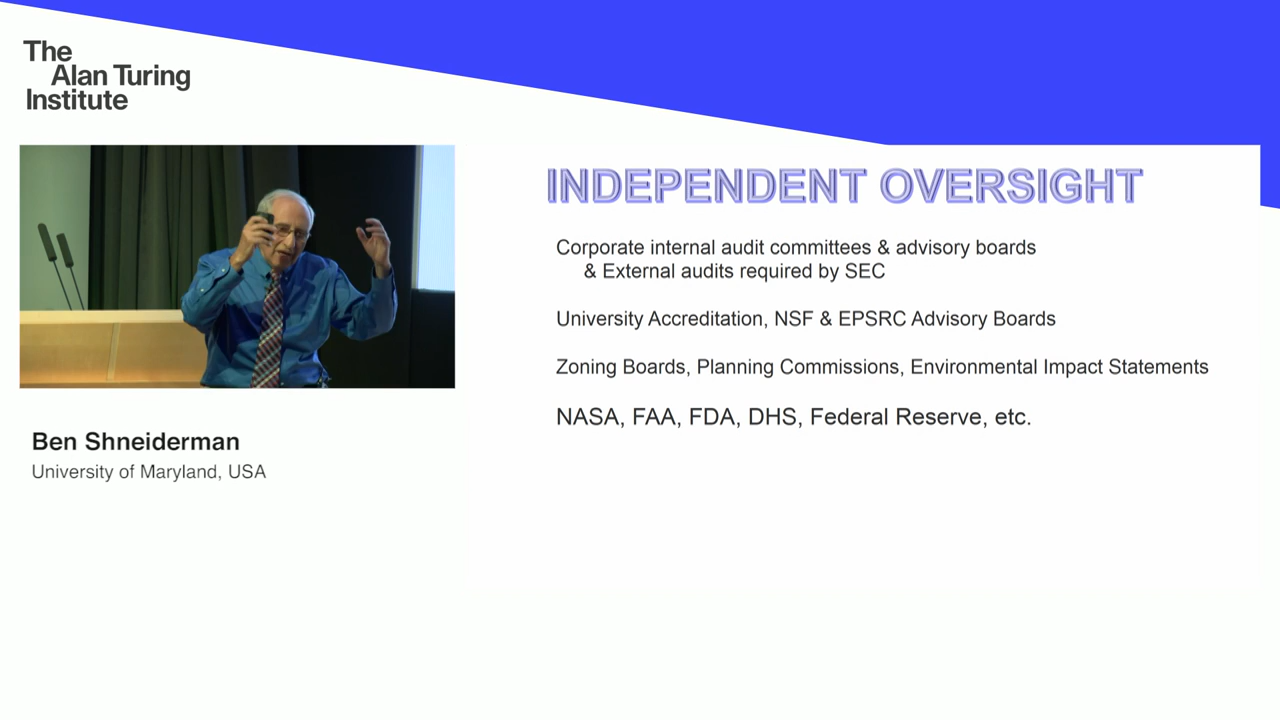 The
Alan Turing
Institute
INDEPENDENT OVERSIGHT
Corporate internal audit committees & advisory boards
& External audits required by SEC
University Accreditation, NSF & EPSRC Advisory Boards
Zoning Boards, Planning Commissions, Environmental Impact Statements
NASA, FAA, FDA, DHS, Federal Reserve, etc.
Ben Shneiderman
University of Maryland, USA